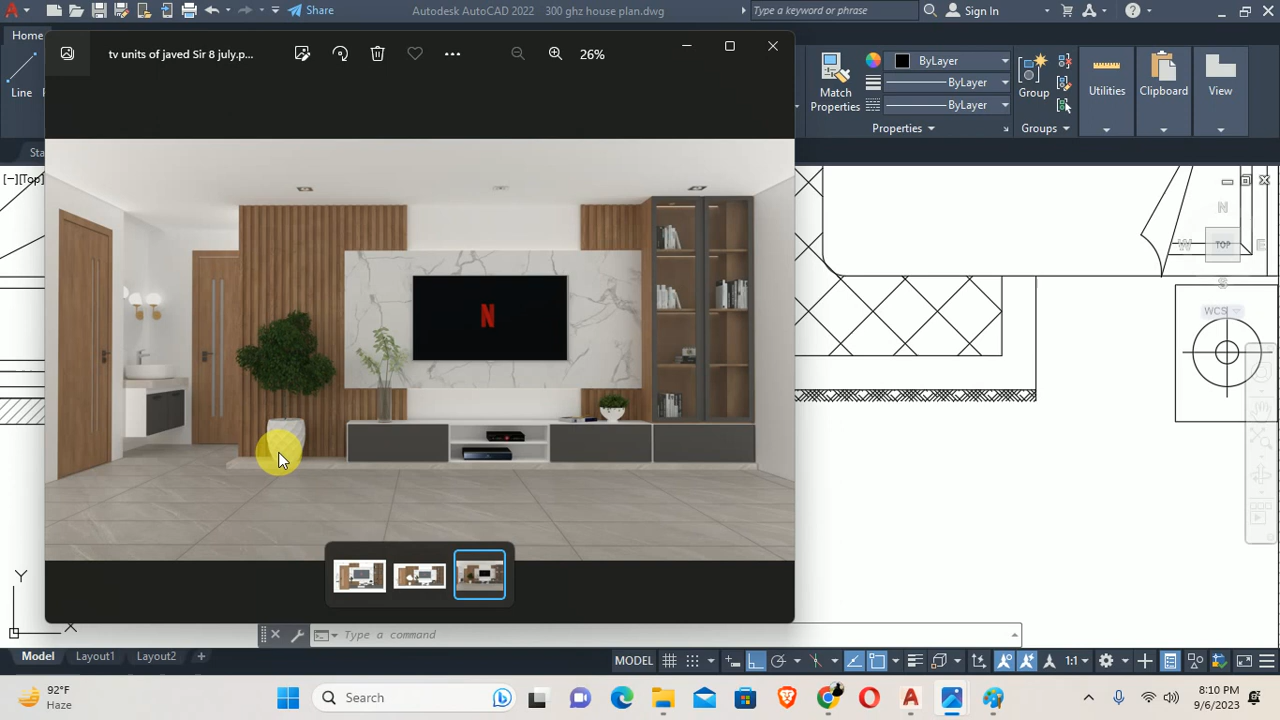 Share
Autodesk AutoCAD 2022
300 ghz house plan.dwg
Type a keyword or phrase
Sign In
Home
tv units of javed Sir 8 july.p...
26%
Line
Match
Properties
ByLayer
ByLayer
ByLayer
Properties
Group
Groups
Utilities
Clipboard
View
Sta
[−][Top]
N
W
TOP
E
S
WCS
N
Y
X
Type a command
Model
Layout1
Layout2
+
MODEL
1:1
92°F
Haze
Search
8:10 PM
9/6/2023